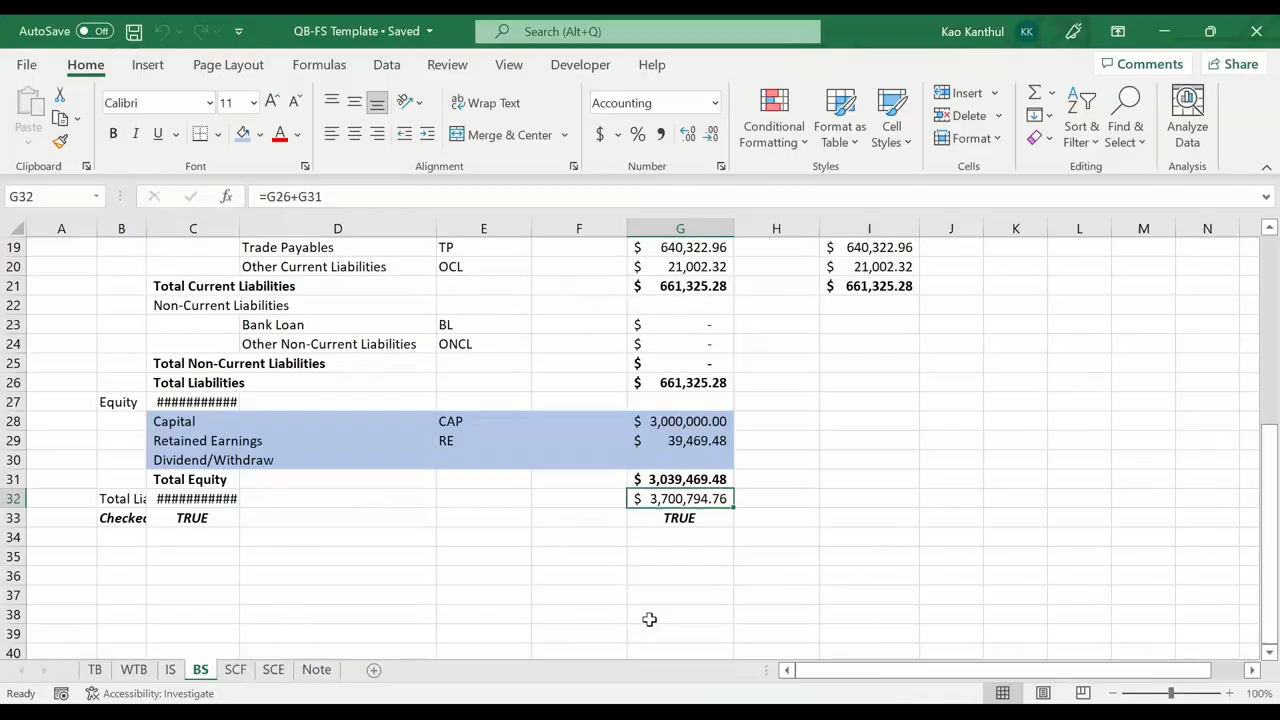 AutoSave Off QB-FS Template • Saved Search (Alt+Q) Kao Kanthul KK
File Home Insert Page Layout Formulas Data Review View Developer Help Comments Share
Paste Calibri 11 A A Wrap Text Accounting Conditional Formatting Format as Table Cell Styles Insert Sort & Filter Find & Select Analyze Data
B I U A Merge & Center $ % , Delete
Format
Clipboard Font Alignment Number Styles Cells Editing Analysis
G32 fx =G26+G31
A B C D E F G H I J K L M N
19 Trade Payables TP $ 640,322.96 $ 640,322.96
20 Other Current Liabilities OCL $ 21,002.32 $ 21,002.32
21 Total Current Liabilities $ 661,325.28 $ 661,325.28
22 Non-Current Liabilities
23 Bank Loan BL $ -
24 Other Non-Current Liabilities ONCL $ -
25 Total Non-Current Liabilities $ -
26 Total Liabilities $ 661,325.28
27 Equity ###########
28 Capital CAP $ 3,000,000.00
29 Retained Earnings RE $ 39,469.48
30 Dividend/Withdraw
31 Total Equity $ 3,039,469.48
32 Total Lia ########### $ 3,700,794.76
33 Checked TRUE TRUE
34
35
36
37
38
39
40
TB WTB IS BS SCF SCE Note
Ready Accessibility: Investigate 100%